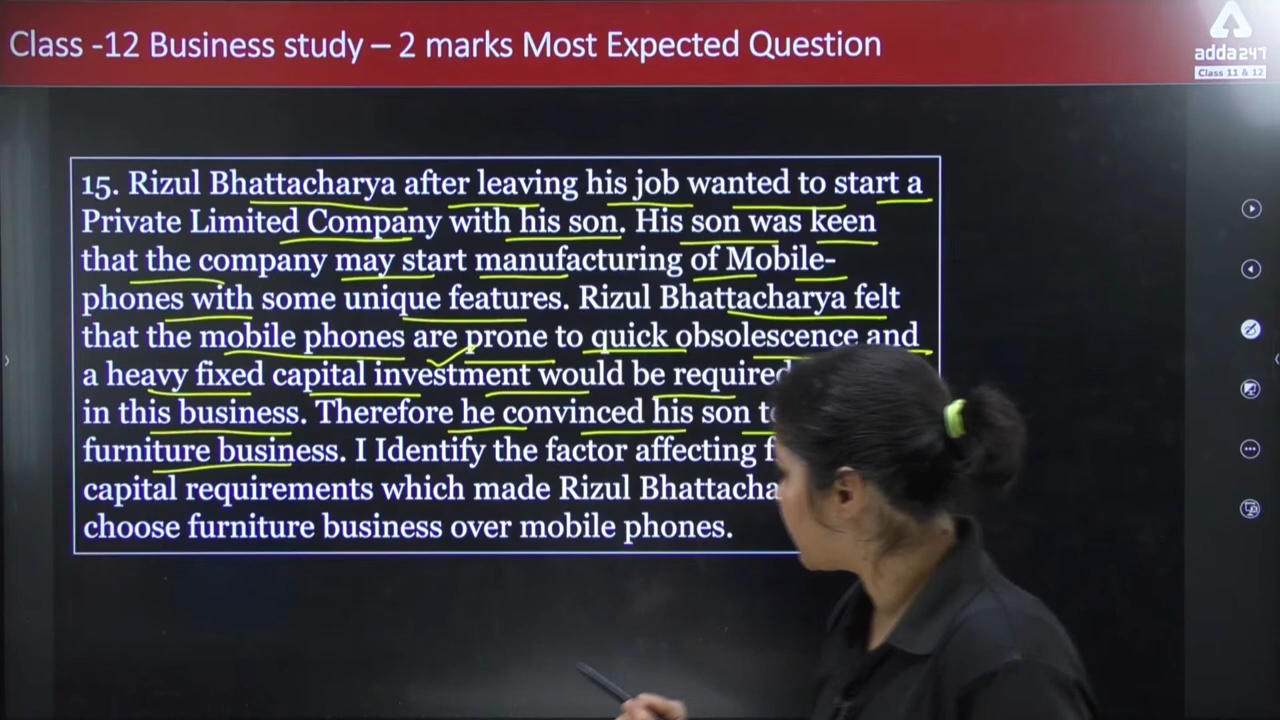 Class -12 Business study – 2 marks Most Expected Question
adda247
Class 11 & 12
15. Rizul Bhattacharya after leaving his job wanted to start a
Private Limited Company with his son. His son was keen
that the company may start manufacturing of Mobile-
phones with some unique features. Rizul Bhattacharya felt
that the mobile phones are prone to quick obsolescence and
a heavy fixed capital investment would be required
in this business. Therefore he convinced his son
furniture business. I Identify the factor affecting
capital requirements which made Rizul
choose furniture business over mobile phones.